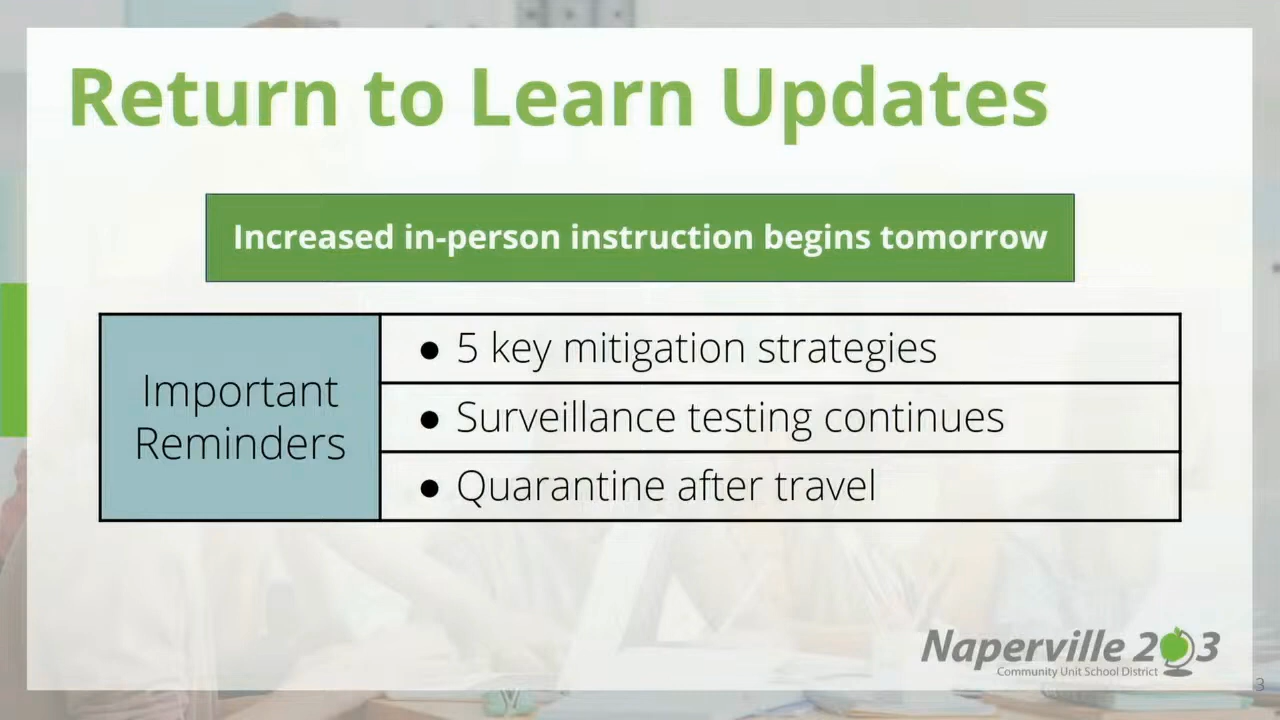 Return to Learn Updates
Increased in-person instruction begins tomorrow
Important
Reminders
● 5 key mitigation strategies
● Surveillance testing continues
● Quarantine after travel
Naperville 203
Community Unit School District
3